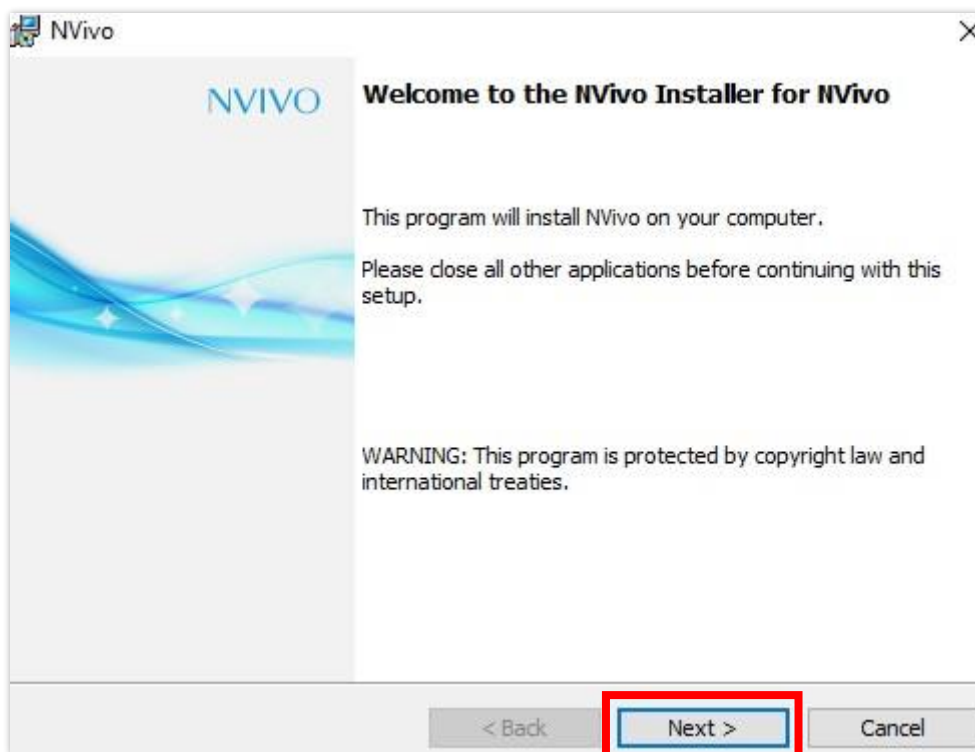 NVivo
NVIVO
Welcome to the NVivo Installer for NVivo
This program will install NVivo on your computer.
Please close all other applications before continuing with this
setup.
WARNING: This program is protected by copyright law and
international treaties.
< Back
Next >
Cancel